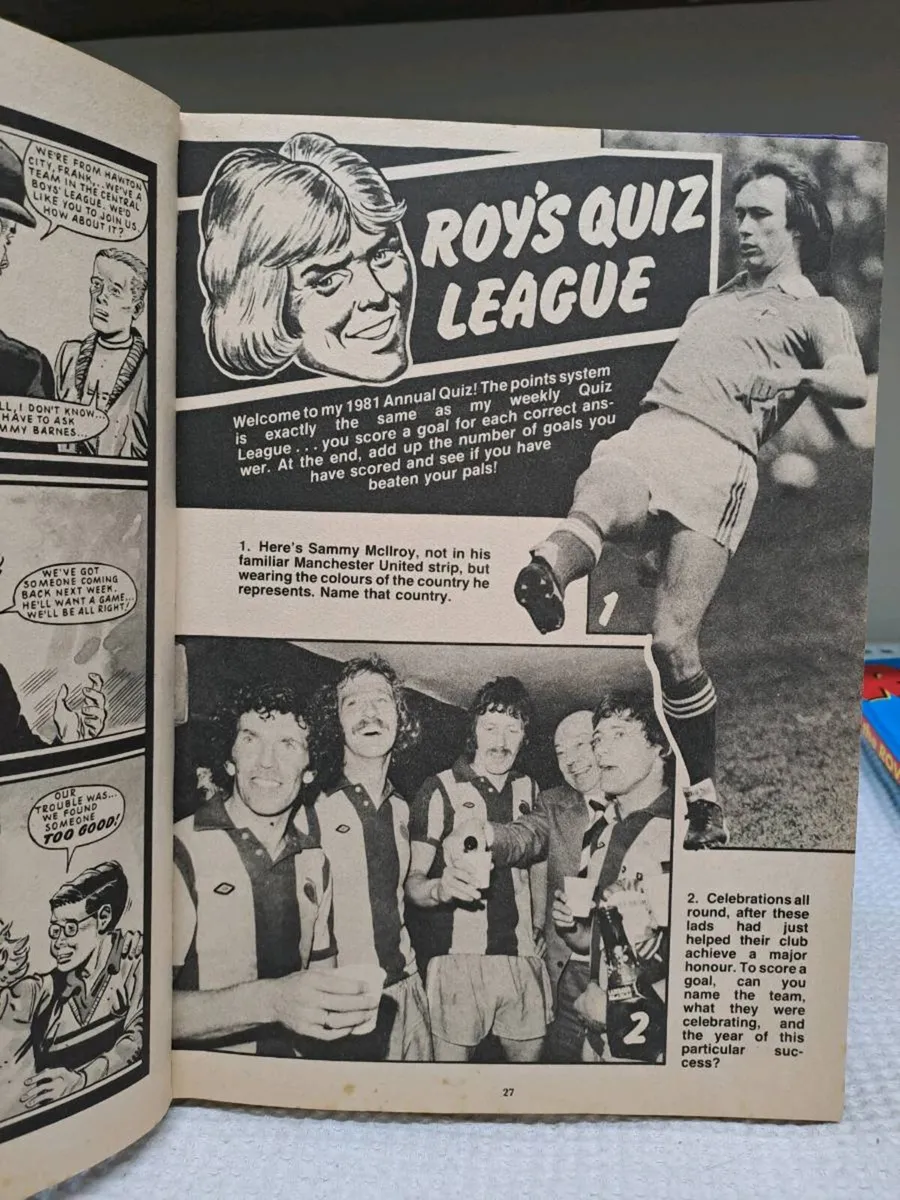 WE'RE FROM HAWTON
CITY, FRANK... WE'VE A
TEAM IN THE CENTRAL
BOYS' LEAGUE. WE'D
LIKE YOU TO JOIN US.
HOW ABOUT IT?
LL, I DON'T KNOW...
HAVE TO ASK
MMY BARNES...
WE'VE GOT
SOMEONE COMING
BACK NEXT WEEK.
HE'LL WANT A GAME...
WE'LL BE ALL RIGHT!
OUR
TROUBLE WAS...
WE FOUND
SOMEONE
TOO GOOD!
ROY'S QUIZ
LEAGUE
Welcome to my 1981 Annual Quiz! The points system
is exactly the same as my weekly Quiz
League . . . you score a goal for each correct ans-
wer. At the end, add up the number of goals you
have scored and see if you have
beaten your pals!
1. Here's Sammy McIlroy, not in his
familiar Manchester United strip, but
wearing the colours of the country he
represents. Name that country.
1
2
2. Celebrations all
round, after these
lads had just
helped their club
achieve a major
honour. To score a
goal, can you
name the team,
what they were
celebrating, and
the year of this
particular suc-
cess?
27